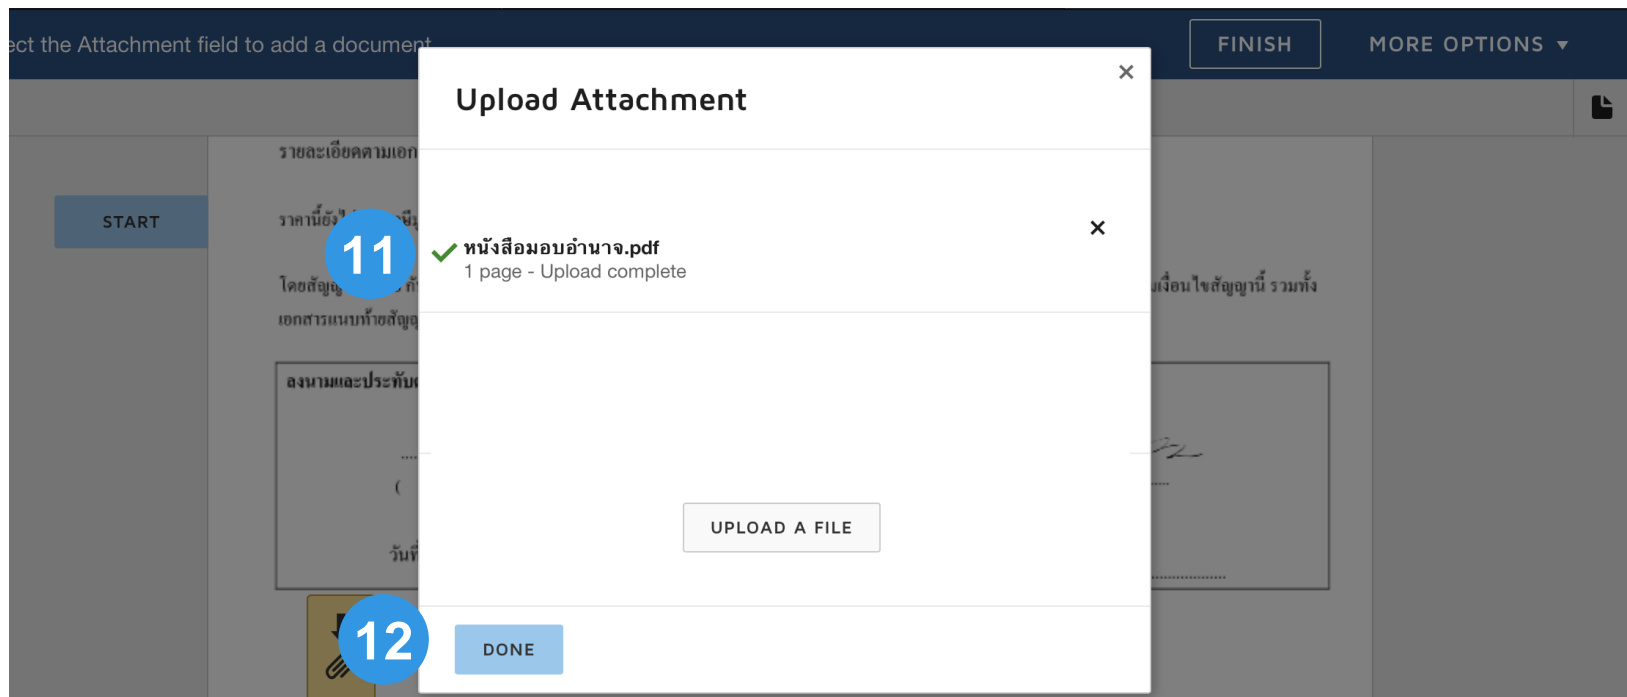 ect the Attachment field to add a document
FINISH
MORE OPTIONS
Upload Attachment
รายละเอียดตามเอก
START
ราคานี้ยัง
11
หนังสือมอบอำนาจ.pdf
1 page - Upload complete
โดยสัญญ
มเงื่อนไขสัญญานี้ รวมทั้ง
เอกสารแนบท้ายสัญญ
ลงนามและประทับ
(
UPLOAD A FILE
วันที่
12
DONE